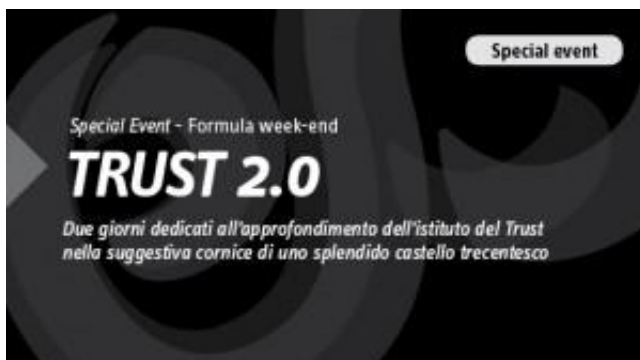 Special event
Special Event - Formula week-end
TRUST 2.0
Due giorni dedicati all'approfondimento dell'istituto del Trust
nella suggestiva cornice di uno splendido castello trecentesco